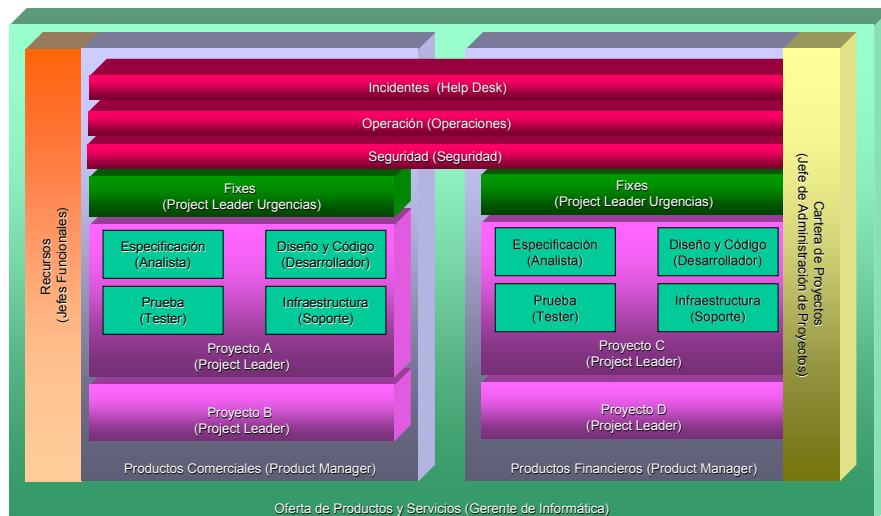 Incidentes (Help Desk)
Operación (Operaciones)
Seguridad (Seguridad)
Recursos
(Jefes Funcionales)
Fixes
(Project Leader Urgencias)
Especificación
(Analista)
Diseño y Código
(Desarrollador)
Prueba
(Tester)
Infraestructura
(Soporte)
Proyecto A
(Project Leader)
Proyecto B
(Project Leader)
Productos Comerciales (Product Manager)
Fixes
(Project Leader Urgencias)
Especificación
(Analista)
Diseño y Código
(Desarrollador)
Prueba
(Tester)
Infraestructura
(Soporte)
Proyecto C
(Project Leader)
Proyecto D
(Project Leader)
Productos Financieros (Product Manager)
Cartera de Proyectos
(Jefe de Administración de Proyectos)
Oferta de Productos y Servicios (Gerente de Informática)